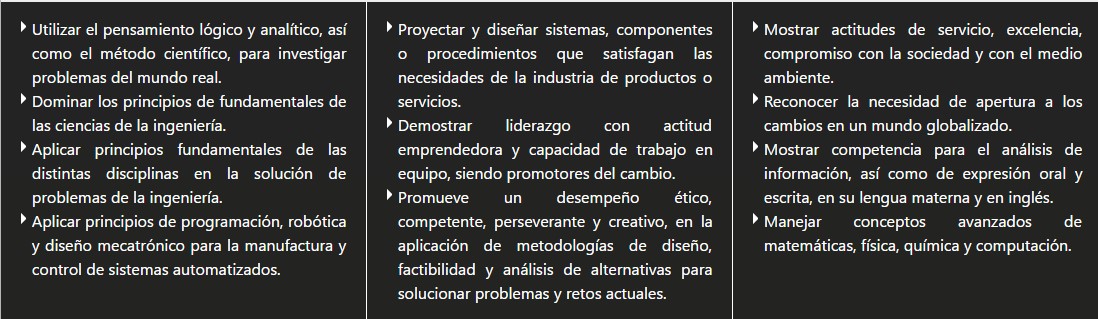 Utilizar el pensamiento lógico y analítico, así
como el método científico, para investigar
problemas del mundo real.
Dominar los principios de fundamentales de
las ciencias de la ingeniería.
Aplicar principios fundamentales de las
distintas disciplinas en la solución de
problemas de la ingeniería.
Aplicar principios de programación, robótica
y diseño mecatrónico para la manufactura y
control de sistemas automatizados.
Proyectar y diseñar sistemas, componentes
o procedimientos que satisfagan las
necesidades de la industria de productos o
servicios.
Demostrar liderazgo con actitud
emprendedora y capacidad de trabajo en
equipo, siendo promotores del cambio.
Promueve un desempeño ético,
competente, perseverante y creativo, en la
aplicación de metodologías de diseño,
factibilidad y análisis de alternativas para
solucionar problemas y retos actuales.
Mostrar actitudes de servicio, excelencia,
compromiso con la sociedad y con el medio
ambiente.
Reconocer la necesidad de apertura a los
cambios en un mundo globalizado.
Mostrar competencia para el análisis de
información, así como de expresión oral y
escrita, en su lengua materna y en inglés.
Manejar conceptos avanzados de
matemáticas, física, química y computación.